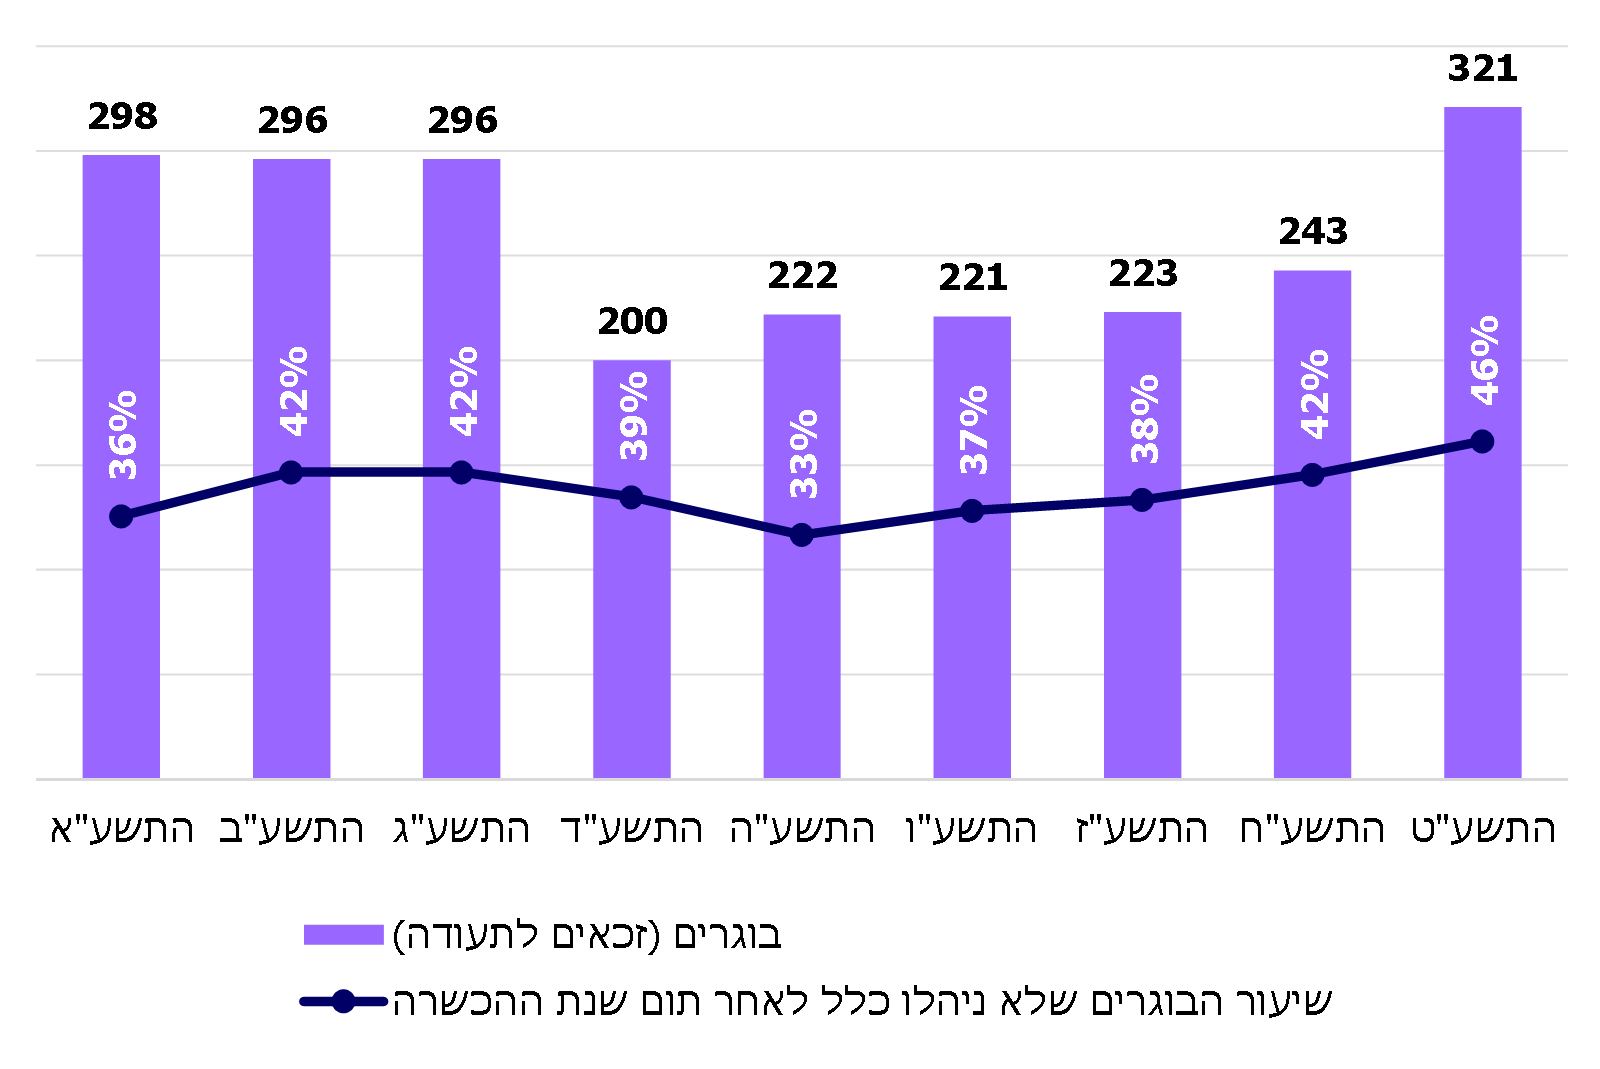 298
296
296
200
222
221
223
243
321
36%
42%
42%
39%
33%
37%
38%
42%
46%
התשע"א
התשע"ב
התשע"ג
התשע"ד
התשע"ה
התשע"ו
התשע"ז
התשע"ח
התשע"ט
בוגרים (זכאים לתעודה)
שיעור הבוגרים שלא ניהלו כלל לאחר תום שנת ההכשרה